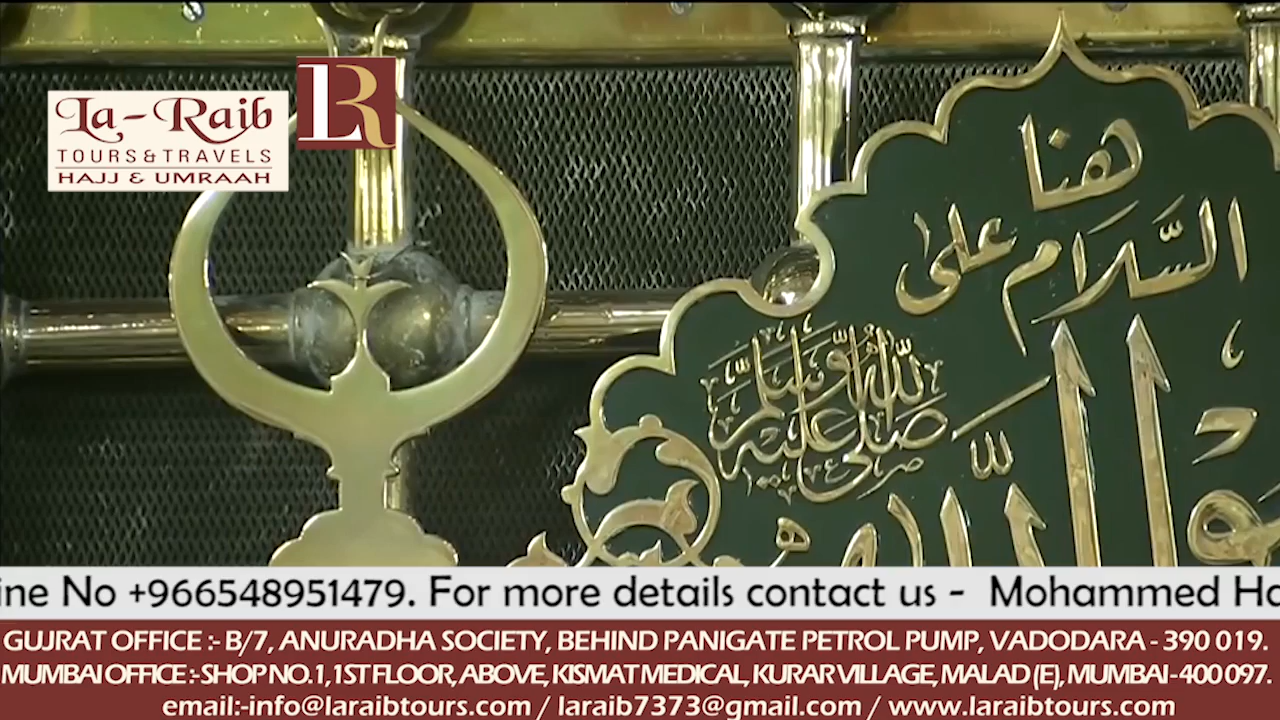 La-Raib
TOURS & TRAVELS
HAJJ & UMRAAH
LR
هنا
السلام على
رسول الله
صلى الله عليه وسلم
ine No +966548951479. For more details contact us - Mohammed Ha
GUJRAT OFFICE :- B/7, ANURADHA SOCIETY, BEHIND PANIGATE PETROL PUMP, VADODARA - 390 019.
MUMBAI OFFICE :- SHOP NO. 1, 1ST FLOOR, ABOVE, KISMAT MEDICAL, KURAR VILLAGE, MALAD (E), MUMBAI - 400 097.
email:-info@laraibtours.com / laraib7373@gmail.com / www.laraibtours.com